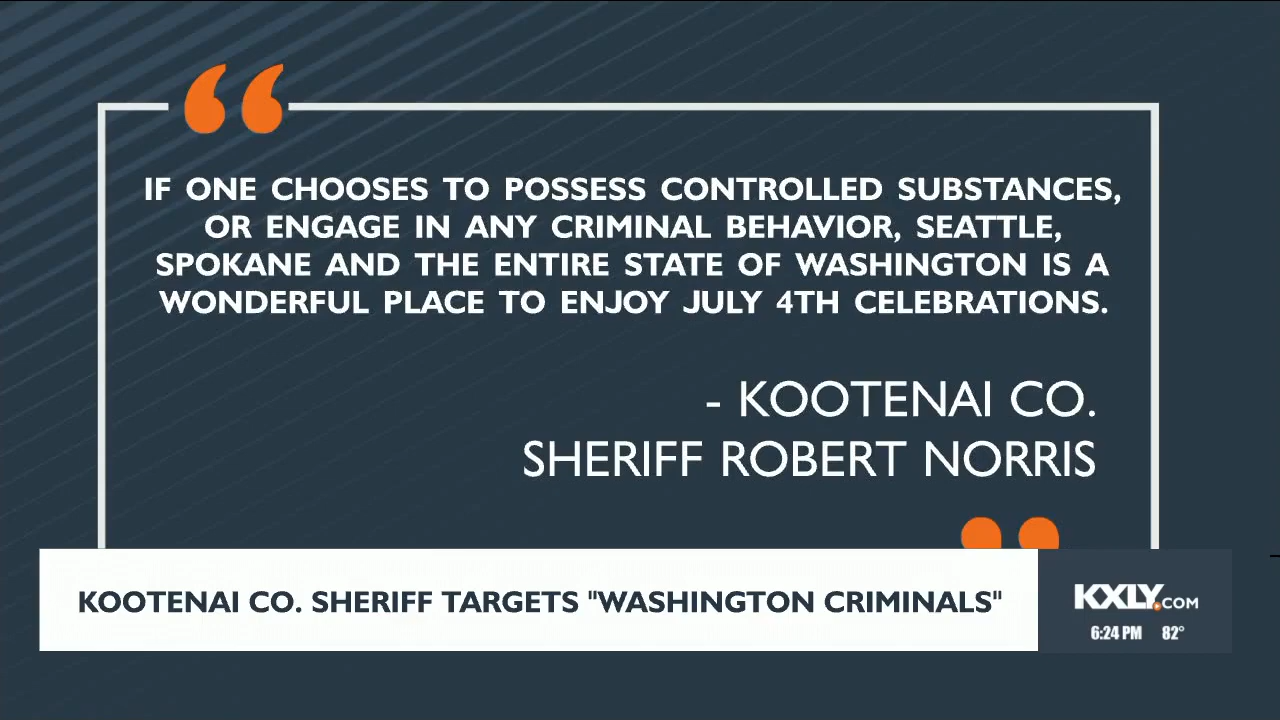 “
IF ONE CHOOSES TO POSSESS CONTROLLED SUBSTANCES,
OR ENGAGE IN ANY CRIMINAL BEHAVIOR, SEATTLE,
SPOKANE AND THE ENTIRE STATE OF WASHINGTON IS A
WONDERFUL PLACE TO ENJOY JULY 4TH CELEBRATIONS.
- KOOTENAI CO.
SHERIFF ROBERT NORRIS
”
KOOTENAI CO. SHERIFF TARGETS "WASHINGTON CRIMINALS"
KXLY.COM
6:24 PM 82°